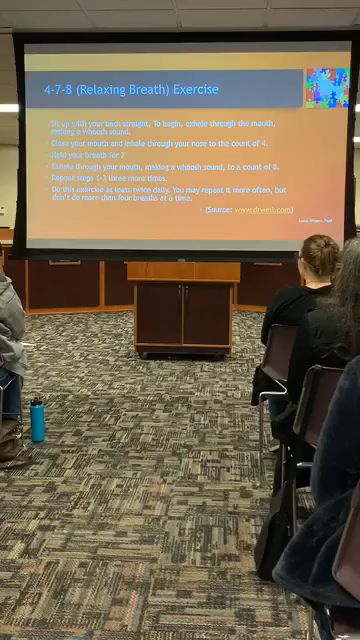 4-7-8 (Relaxing Breath) Exercise
Sit up with your back straight. To begin, exhale through the mouth,
making a whoosh sound.
Close your mouth and inhale through your nose to the count of 4.
Hold your breath for 7
Exhale through your mouth, making a whoosh sound, to a count of 8.
Repeat steps 1-3 three more times.
Do this exercise at least twice daily. You may repeat it more often, but
don't do more than four breaths at a time.
(Source: www.drweil.com)